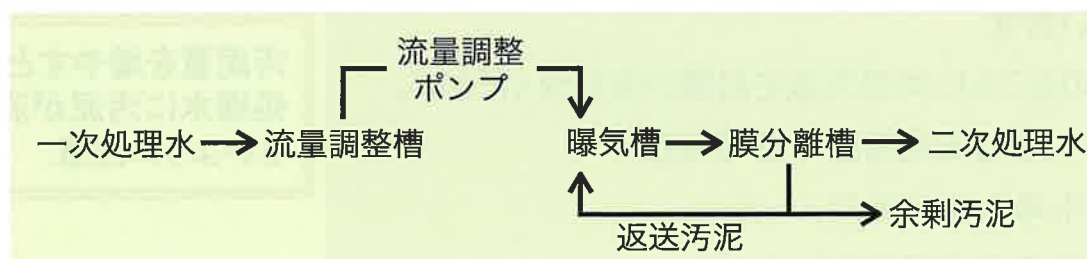 流量調整
ポンプ
一次処理水
流量調整槽
曝気槽
膜分離槽
二次処理水
返送汚泥
余剰汚泥